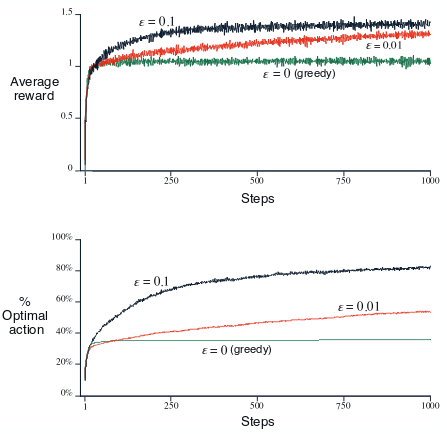 1.5
ε = 0.1
ε = 0.01
Average
reward
1
ε = 0 (greedy)
0.5
0
1
250
500
750
1000
Steps
100%
80%
ε = 0.1
%
Optimal
action
60%
ε = 0.01
40%
ε = 0 (greedy)
20%
0%
1
250
500
750
1000
Steps